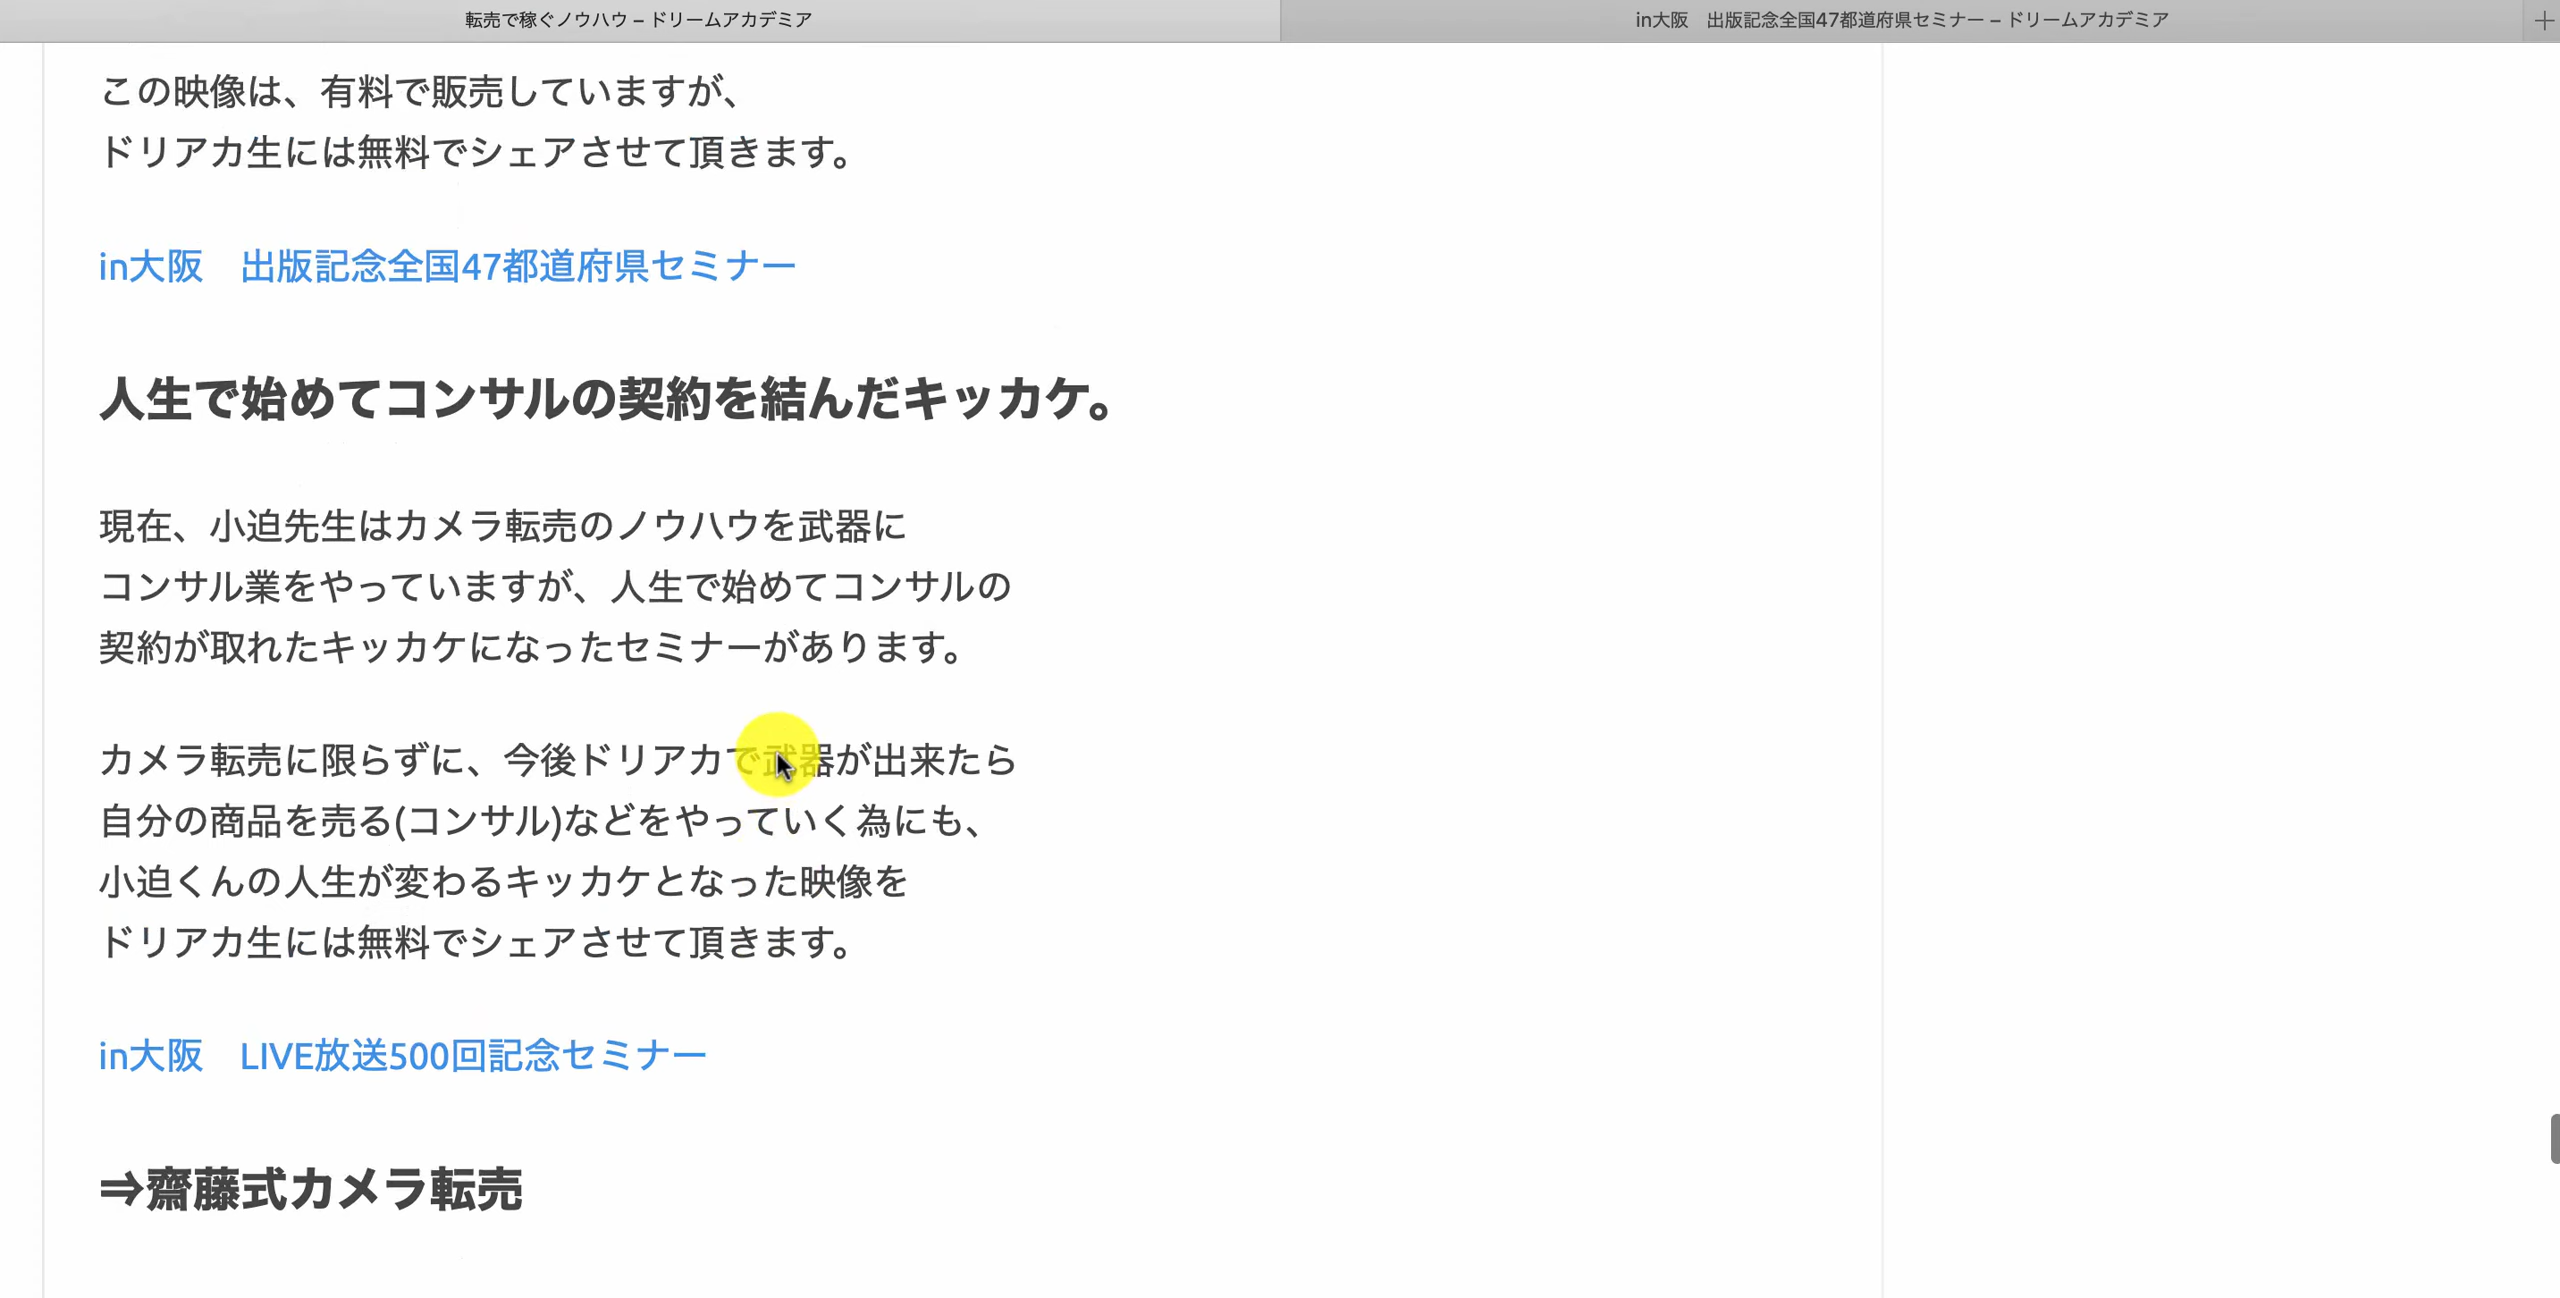 転売で稼ぐノウハウ – ドリームアカデミア
in大阪　出版記念全国47都道府県セミナー – ドリームアカデミア
この映像は、有料で販売していますが、
ドリアカ生には無料でシェアさせて頂きます。
in大阪　出版記念全国47都道府県セミナー
人生で始めてコンサルの契約を結んだキッカケ。
現在、小迫先生はカメラ転売のノウハウを武器に
コンサル業をやっていますが、人生で始めてコンサルの
契約が取れたキッカケになったセミナーがあります。
カメラ転売に限らずに、今後ドリアカで武器が出来たら
自分の商品を売る(コンサル)などをやっていく為にも、
小迫くんの人生が変わるキッカケとなった映像を
ドリアカ生には無料でシェアさせて頂きます。
in大阪　LIVE放送500回記念セミナー
⇒齋藤式カメラ転売